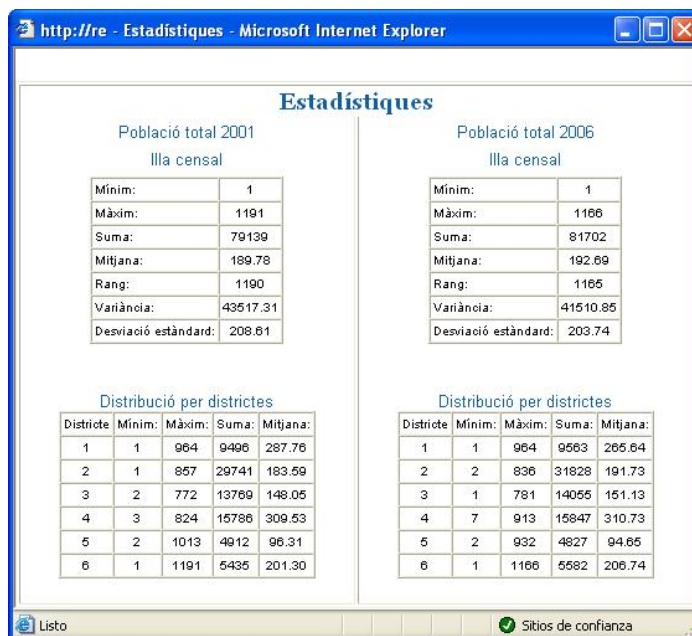 http://re - Estadístiques - Microsoft Internet Explorer
Estadístiques
Població total 2001
Illa censal
Mínim: 1
Màxim: 1191
Suma: 79139
Mitjana: 189.78
Rang: 1190
Variància: 43517.31
Desviació estàndard: 208.61
Distribució per districtes
Districte Mínim: Màxim: Suma: Mitjana:
1 1 964 9496 287.76
2 1 857 29741 183.59
3 2 772 13769 148.05
4 3 824 15786 309.53
5 2 1013 4912 96.31
6 1 1191 5435 201.30
Població total 2006
Illa censal
Mínim: 1
Màxim: 1166
Suma: 81702
Mitjana: 192.69
Rang: 1165
Variància: 41510.85
Desviació estàndard: 203.74
Distribució per districtes
Districte Mínim: Màxim: Suma: Mitjana:
1 1 964 9563 265.64
2 2 836 31828 191.73
3 1 781 14055 151.13
4 7 913 15847 310.73
5 2 932 4827 94.65
6 1 1166 5582 206.74
Listo
Sitios de confianza